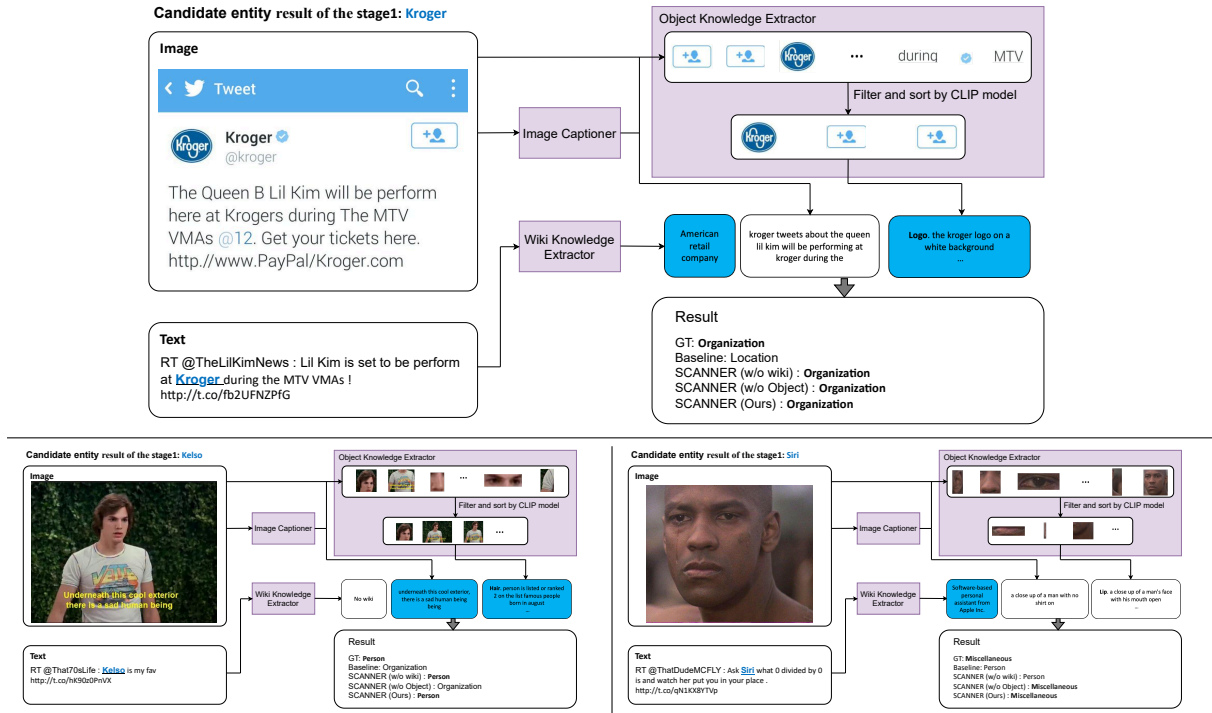 Candidate entity result of the stage1: Kroger
Image
Tweet
Kroger
Kroger
@kroger
The Queen B Lil Kim will be perform
here at Krogers during The MTV
VMAs @12. Get your tickets here.
http://www.PayPal/Kroger.com
Text
RT @TheLilKimNews : Lil Kim is set to be perform
at Kroger during the MTV VMAs !
http://t.co/fb2UFNZPfG
Image Captioner
Wiki Knowledge
Extractor
Object Knowledge Extractor
Kroger
...
during
MTV
Filter and sort by CLIP model
Kroger
American
retail
company
kroger tweets about the queen
lil kim will be performing at
kroger during the
Logo. the kroger logo on a
white background
...
Result
GT: Organization
Baseline: Location
SCANNER (w/o wiki) : Organization
SCANNER (w/o Object) : Organization
SCANNER (Ours) : Organization
Candidate entity result of the stage1: Kelso
Image
Underneath this cool exterior
there is a sad human being
Text
RT @That70sLife : Kelso is my fav
http://t.co/hK90z0PnVX
Image Captioner
Wiki Knowledge
Extractor
Object Knowledge Extractor
...
Filter and sort by CLIP model
...
No wiki
underneath this cool exterior,
there is a sad human being
being
Hair. person is listed or ranked
2 on the list famous people
born in august
...
Result
GT: Person
Baseline: Organization
SCANNER (w/o wiki) : Person
SCANNER (w/o Object) : Organization
SCANNER (Ours) : Person
Candidate entity result of the stage1: Siri
Image
Text
RT @ThatDudeMCFLY : Ask Siri what 0 divided by 0
is and watch her put you in your place .
http://t.co/qN1KX8YTVp
Image Captioner
Wiki Knowledge
Extractor
Object Knowledge Extractor
...
Filter and sort by CLIP model
...
Software-based
personal
assistant from
Apple Inc.
a close up of a man with no
shirt on
Lip. a close up of a man's face
with his mouth open
...
Result
GT: Miscellaneous
Baseline: Person
SCANNER (w/o wiki) : Person
SCANNER (w/o Object) : Miscellaneous
SCANNER (Ours) : Miscellaneous